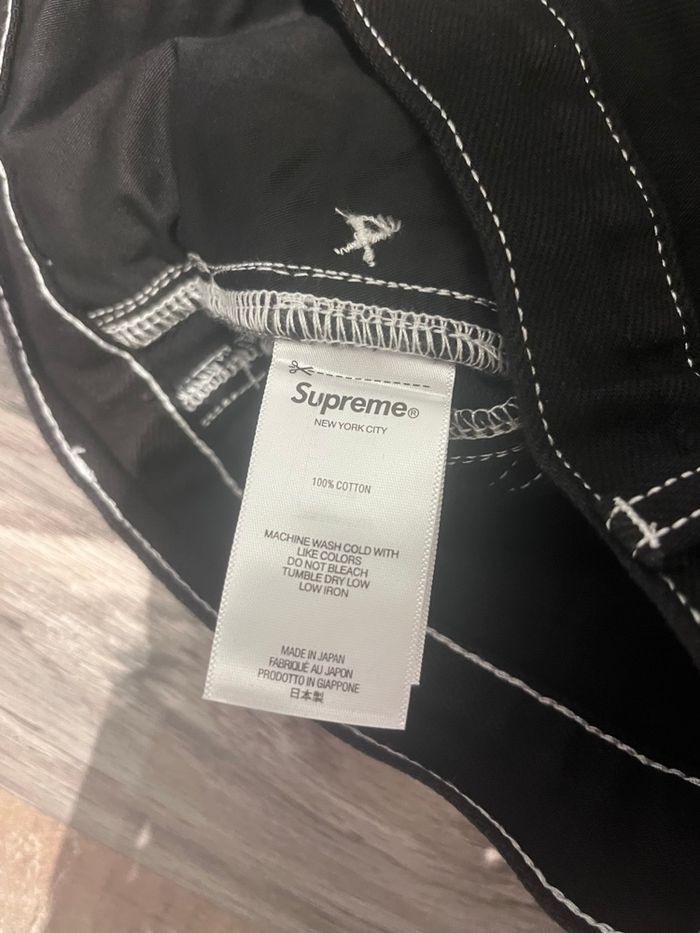 Supreme®
NEW YORK CITY
100% COTTON
MACHINE WASH COLD WITH
LIKE COLORS
DO NOT BLEACH
TUMBLE DRY LOW
LOW IRON
MADE IN JAPAN
FABRIQUÉ AU JAPON
PRODOTTO IN GIAPPONE
日本製